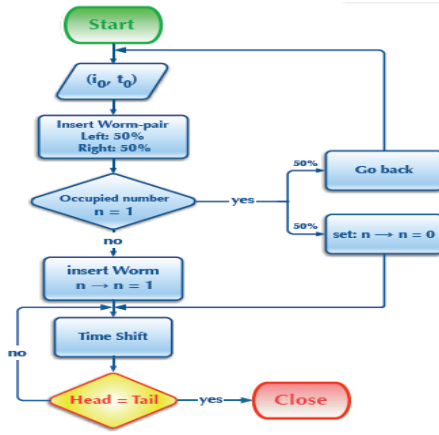 Start
(i₀, t₀)
Insert Worm-pair
Left: 50%
Right: 50%
Occupied number
n = 1
yes
50%
Go back
50%
set: n → n = 0
no
insert Worm
n → n = 1
Time Shift
no
Head = Tail
yes
Close